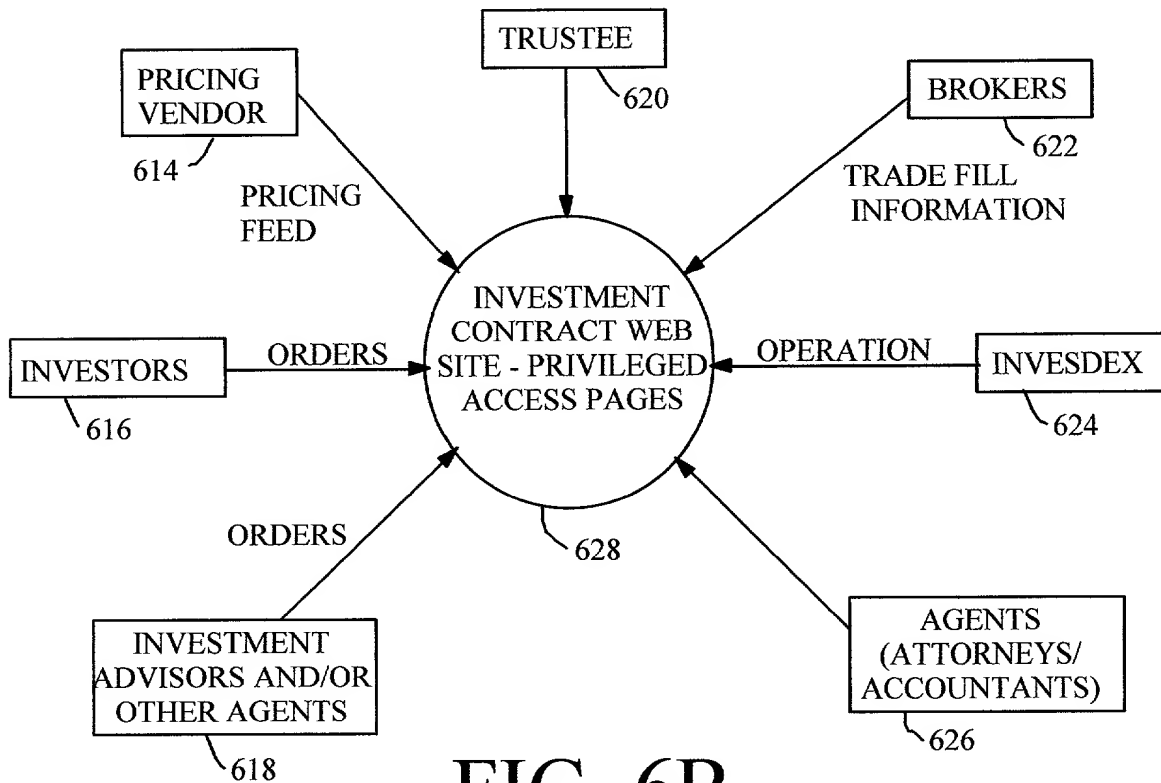 TRUSTEE
620
PRICING
VENDOR
614
BROKERS
622
PRICING
FEED
TRADE FILL
INFORMATION
INVESTMENT
CONTRACT WEB
SITE - PRIVILEGED
ACCESS PAGES
628
INVESTORS
616
ORDERS
OPERATION
INVESDEX
624
ORDERS
INVESTMENT
ADVISORS AND/OR
OTHER AGENTS
618
AGENTS
(ATTORNEYS/
ACCOUNTANTS)
626
FIG. 6B